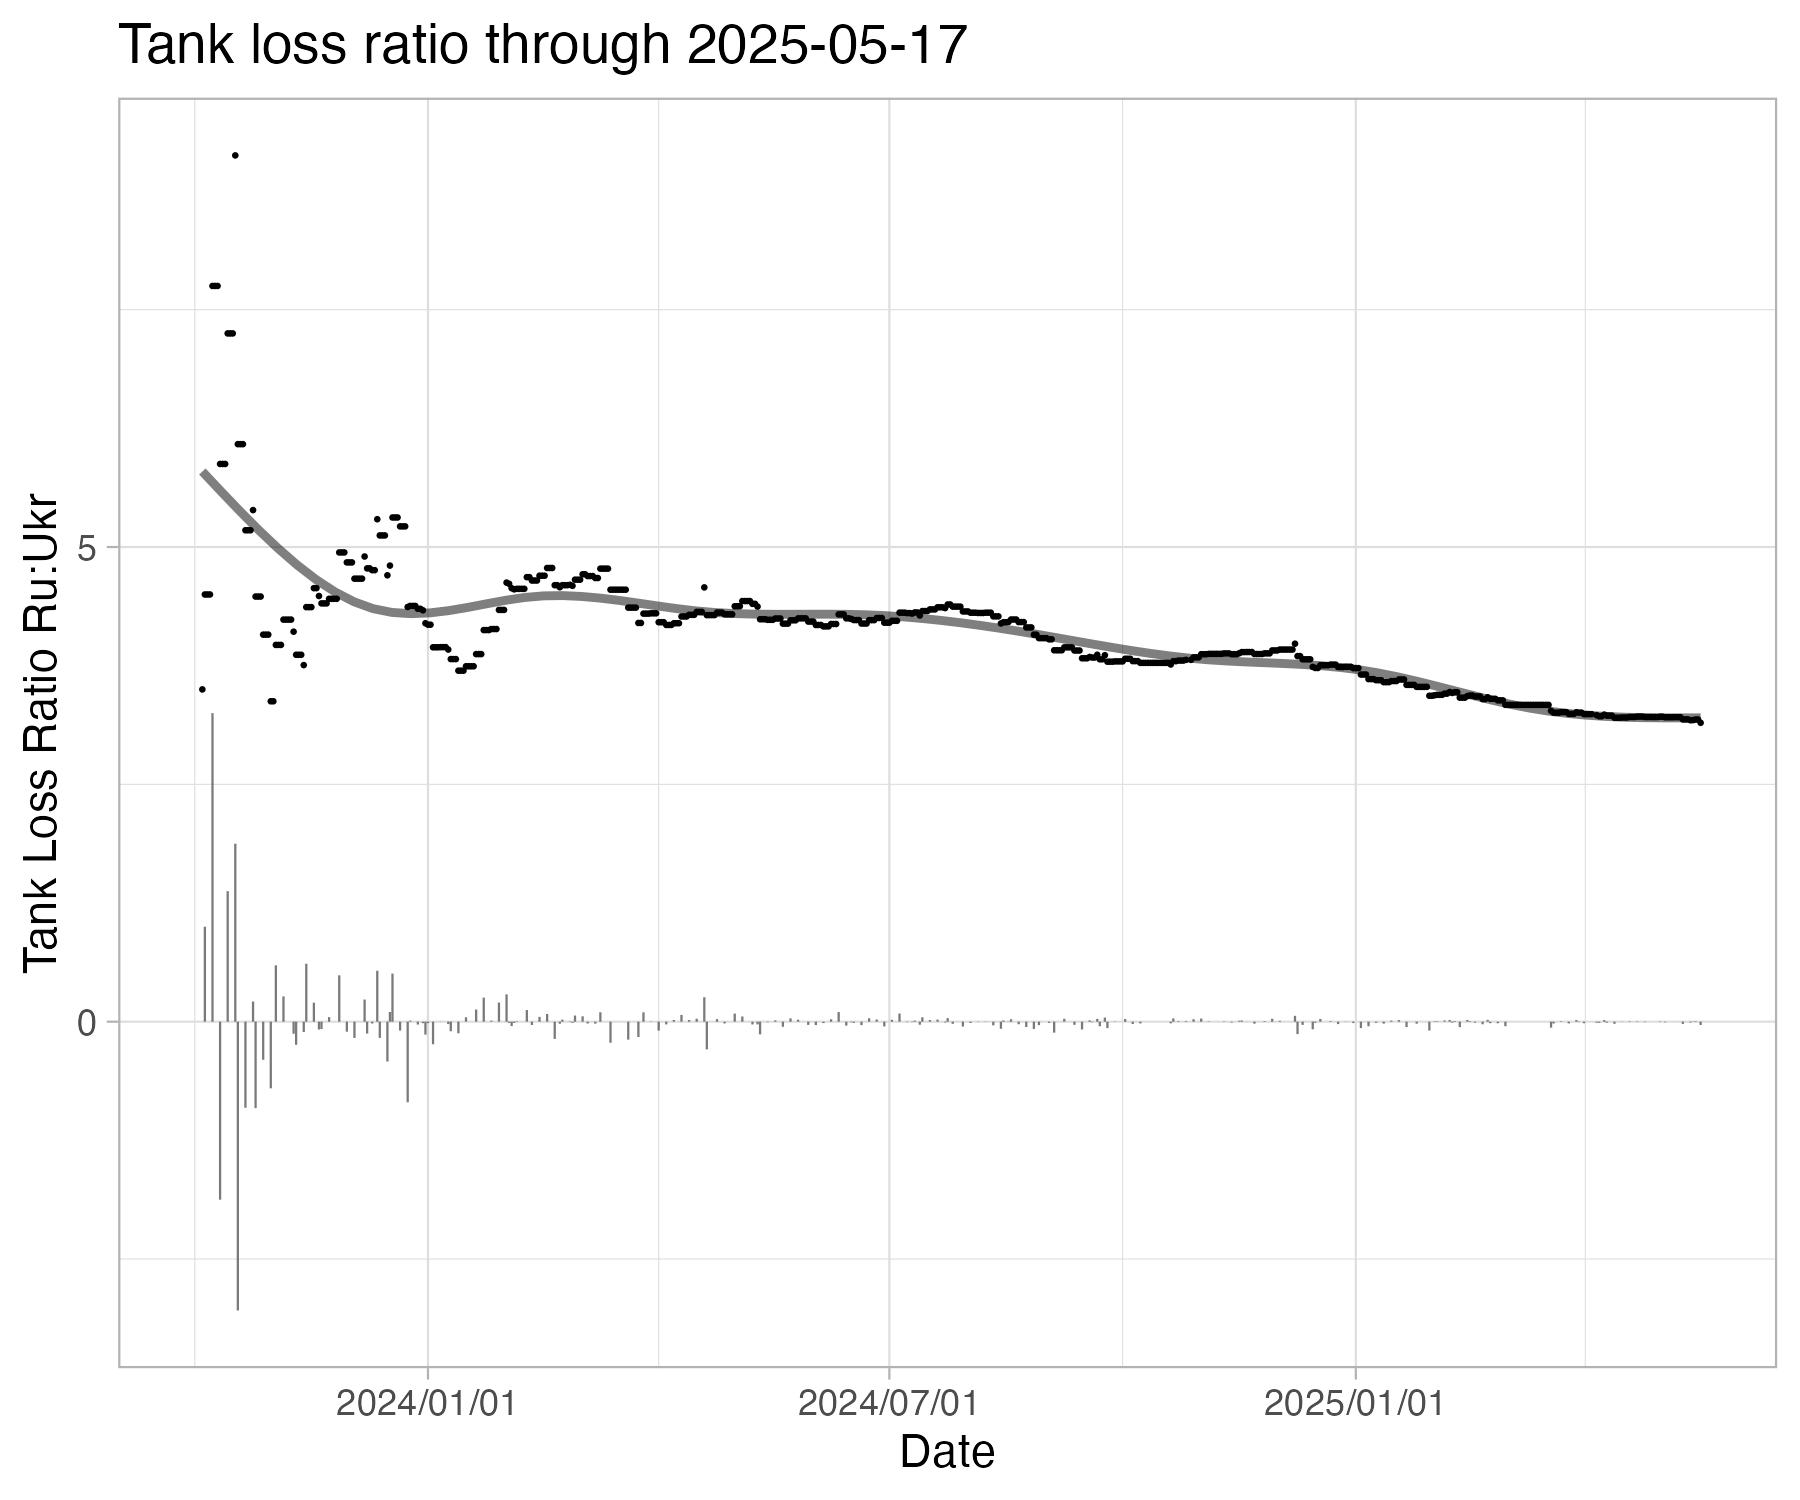 Tank loss ratio through 2025-05-17
Tank Loss Ratio Ru:Ukr
5
0
2024/01/01
2024/07/01
2025/01/01
Date